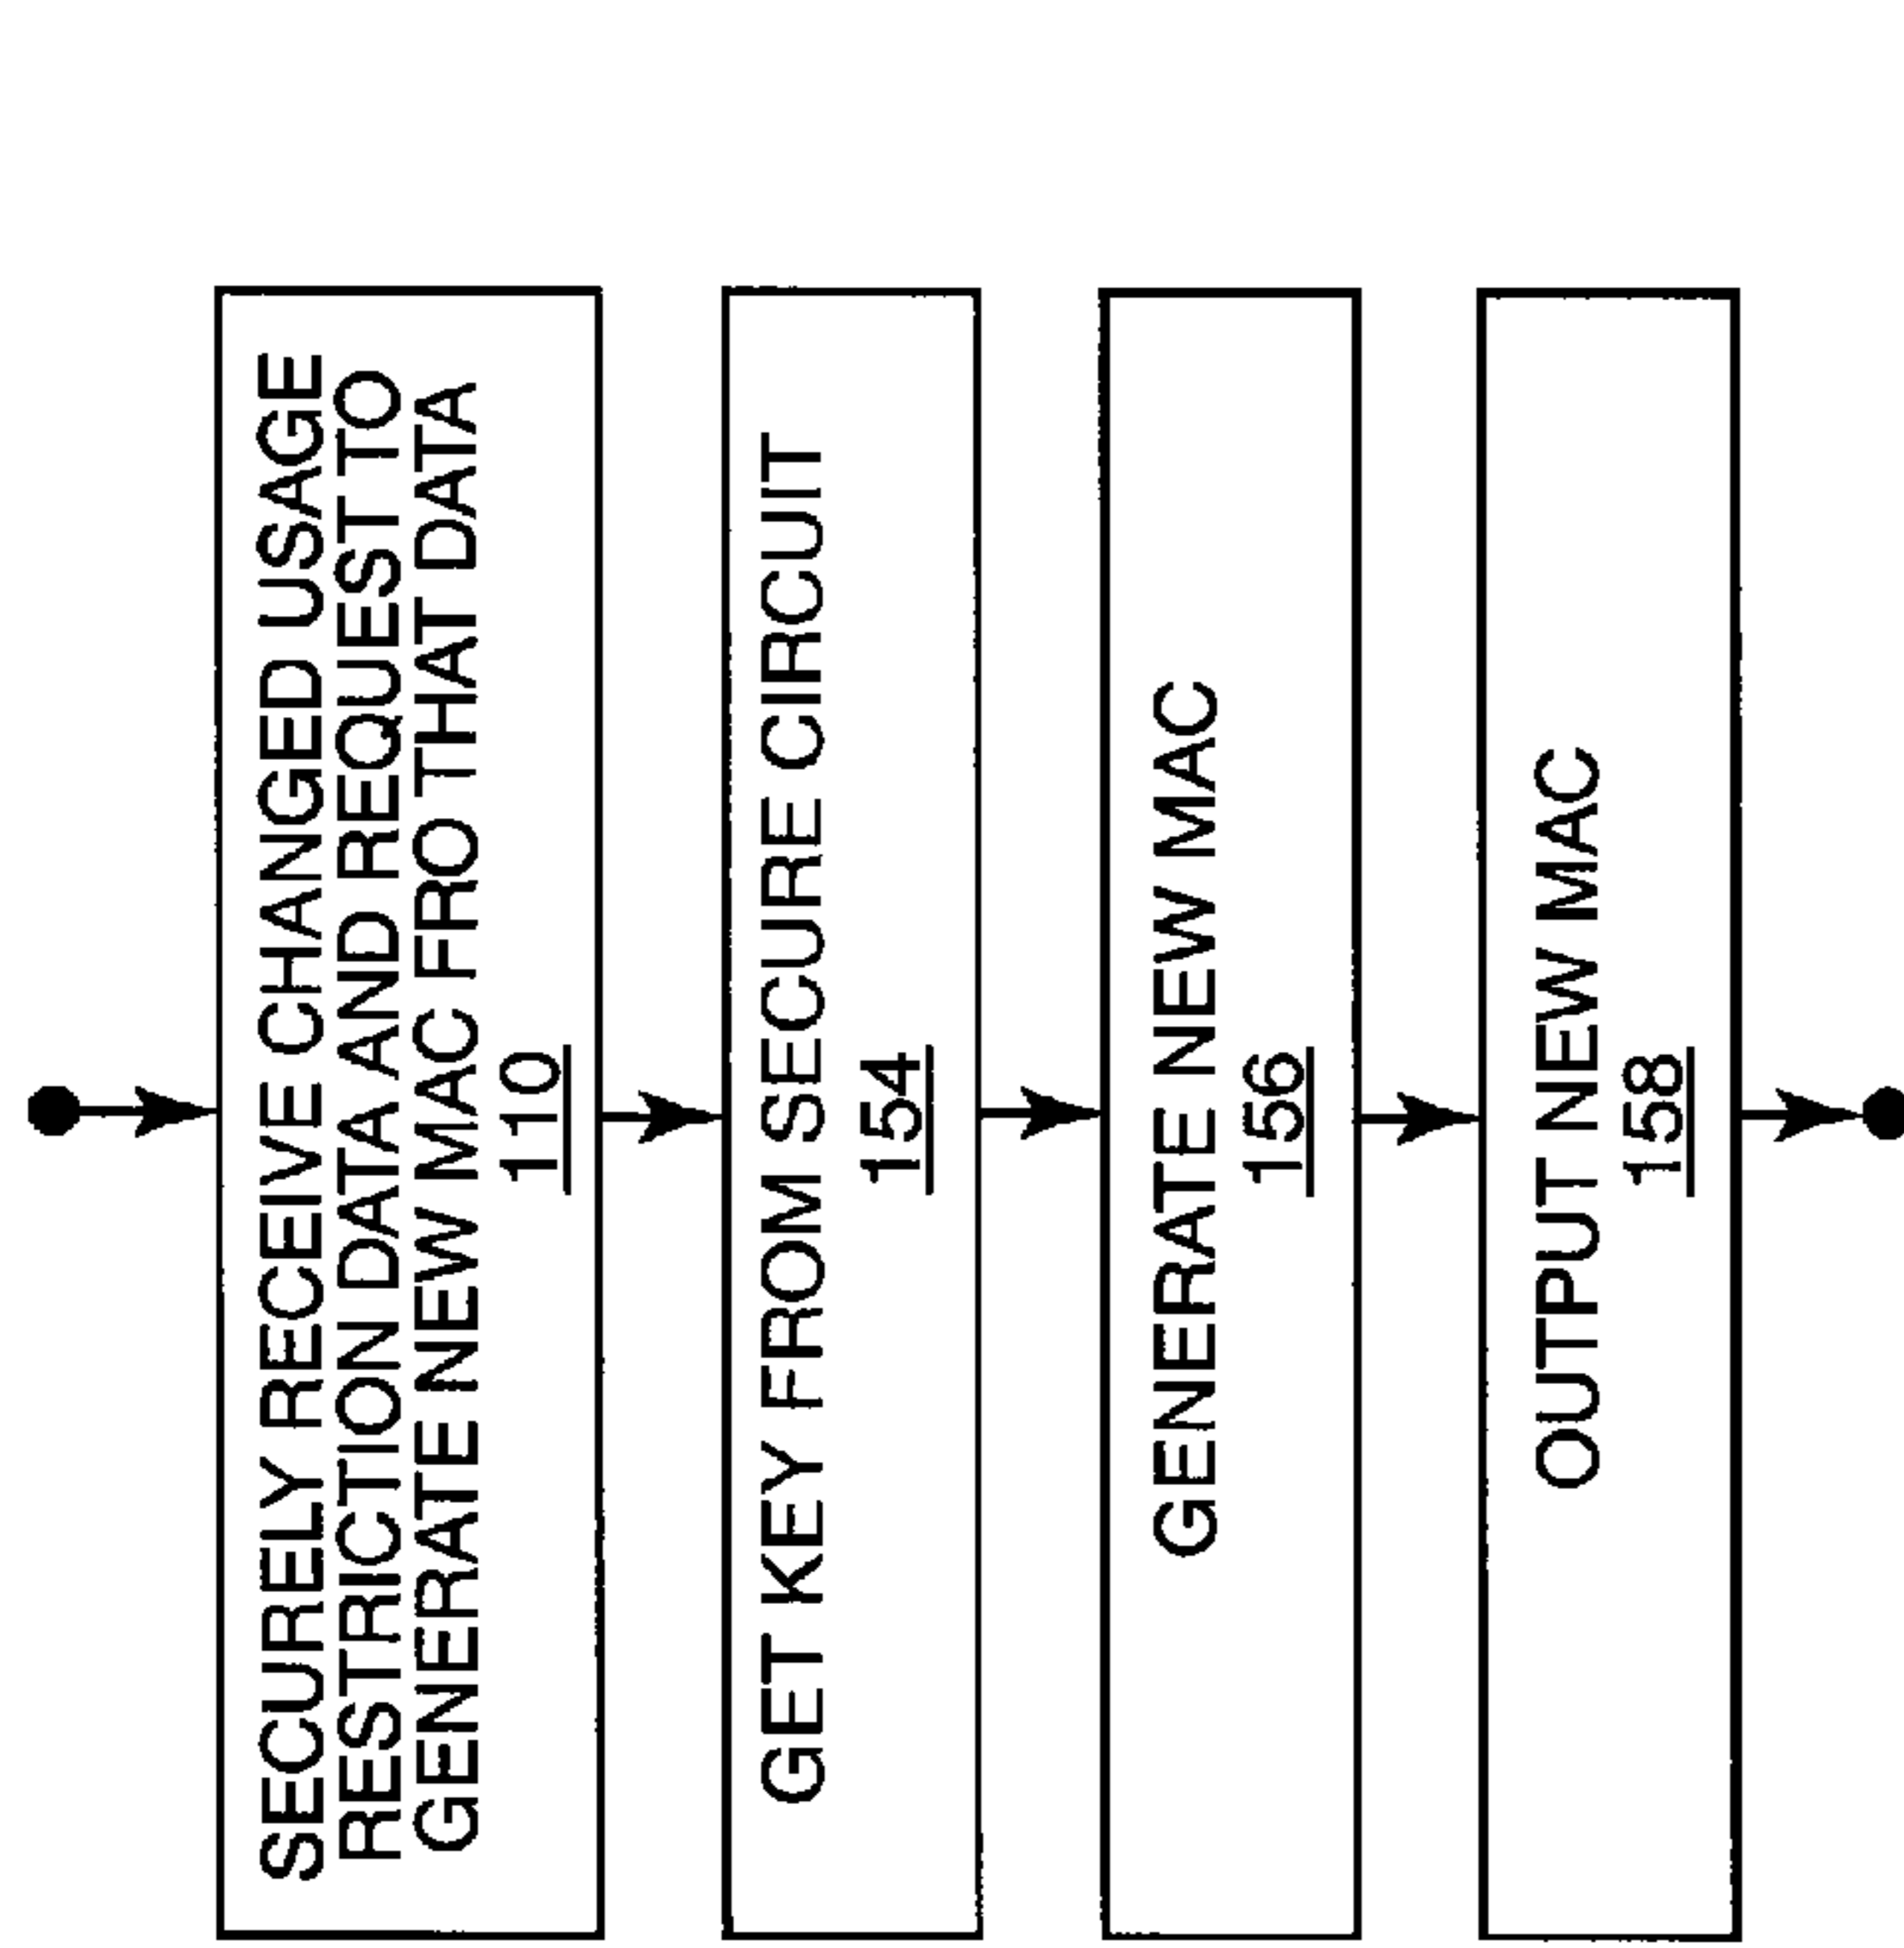 SECURELY RECEIVE CHANGED USAGE
RESTRICTION DATA AND REQUEST TO
GENERATE NEW MAC FRO THAT DATA
110
GET KEY FROM SECURE CIRCUIT
154
GENERATE NEW MAC
156
OUTPUT NEW MAC
158